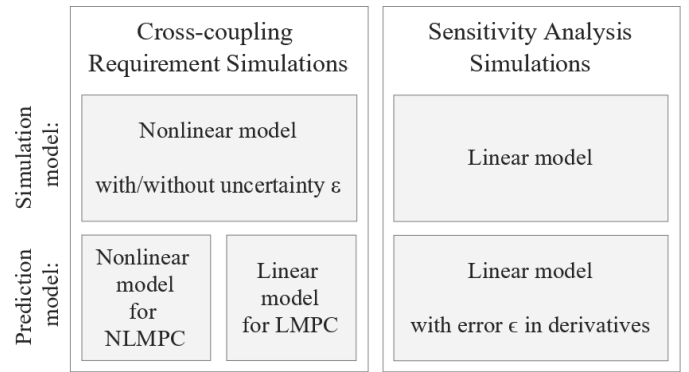 Cross-coupling
Requirement Simulations
Sensitivity Analysis
Simulations
Simulation
model:
Nonlinear model
with/without uncertainty ε
Linear model
Prediction
model:
Nonlinear
model
for
NLMPC
Linear
model
for LMPC
Linear model
with error ϵ in derivatives